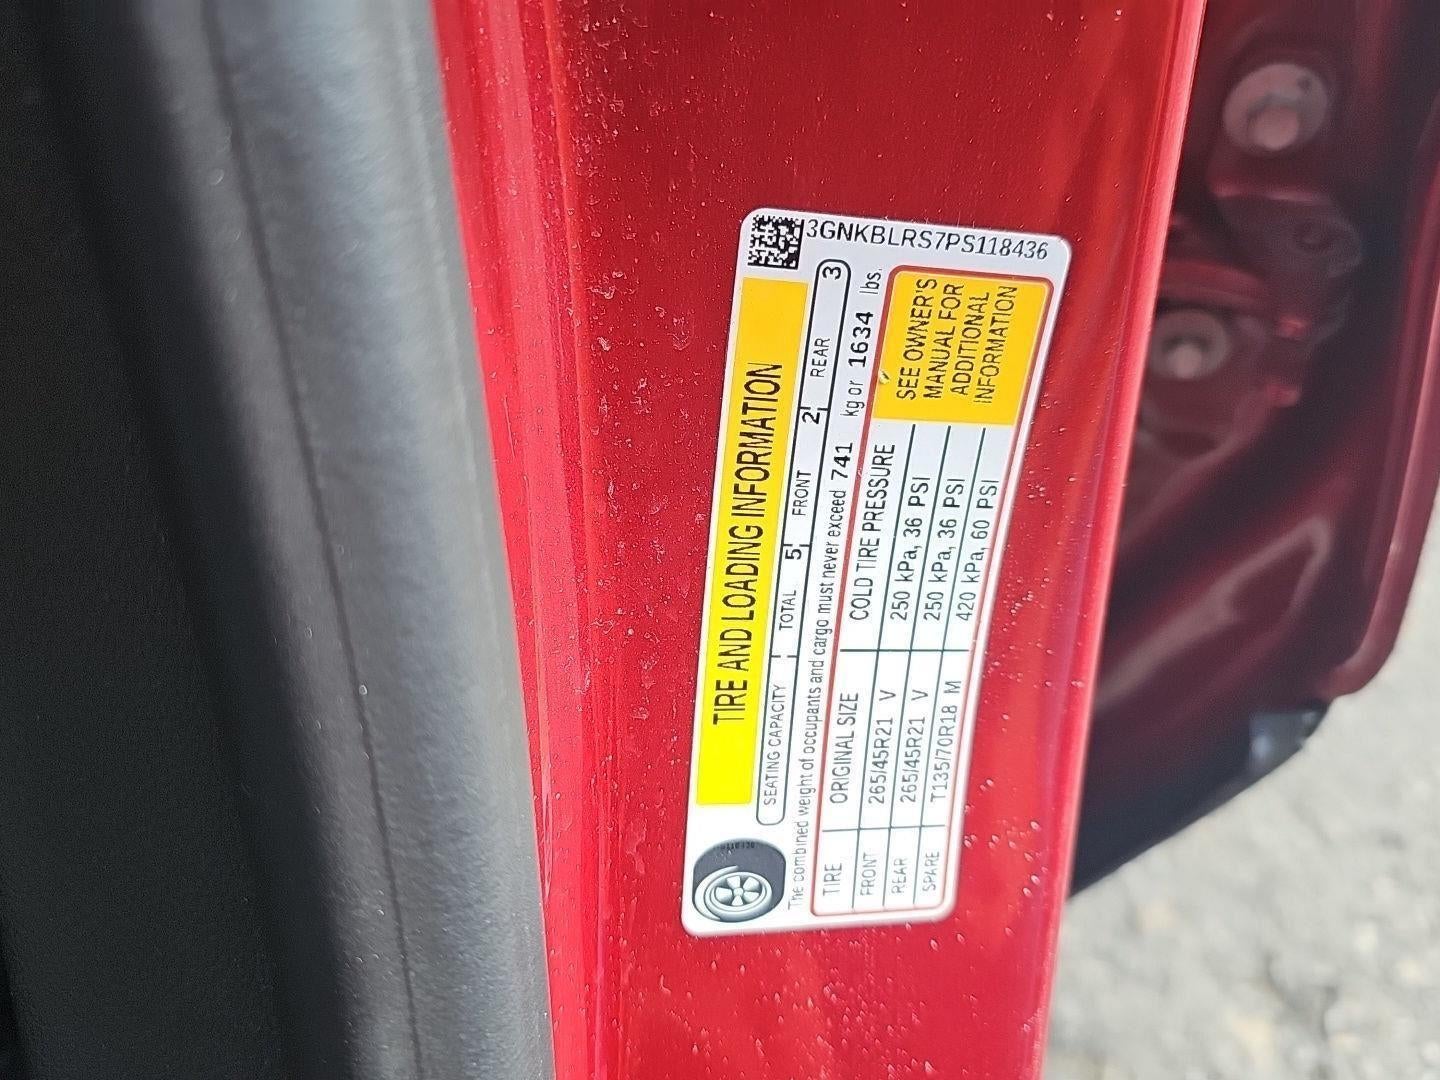 3GNKBLRS7PS118436
TIRE AND LOADING INFORMATION
SEATING CAPACITY TOTAL 5 FRONT 2 REAR 3
The combined weight of occupants and cargo must never exceed 741 kg or 1634 lbs.
TIRE ORIGINAL SIZE COLD TIRE PRESSURE
FRONT 265/45R21 V 250 kPa, 36 PSI
REAR 265/45R21 V 250 kPa, 36 PSI
SPARE T135/70R18 M 420 kPa, 60 PSI
SEE OWNER'S
MANUAL FOR
ADDITIONAL
INFORMATION